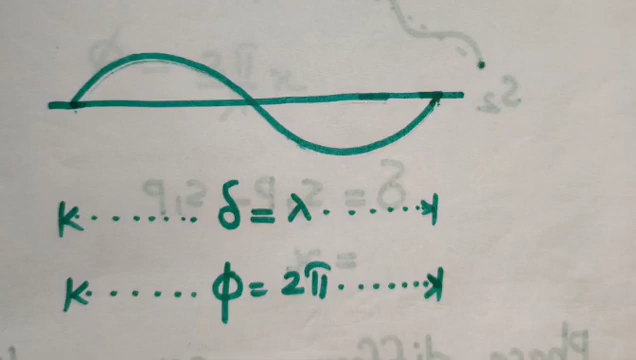 δ = λ
φ = 2π